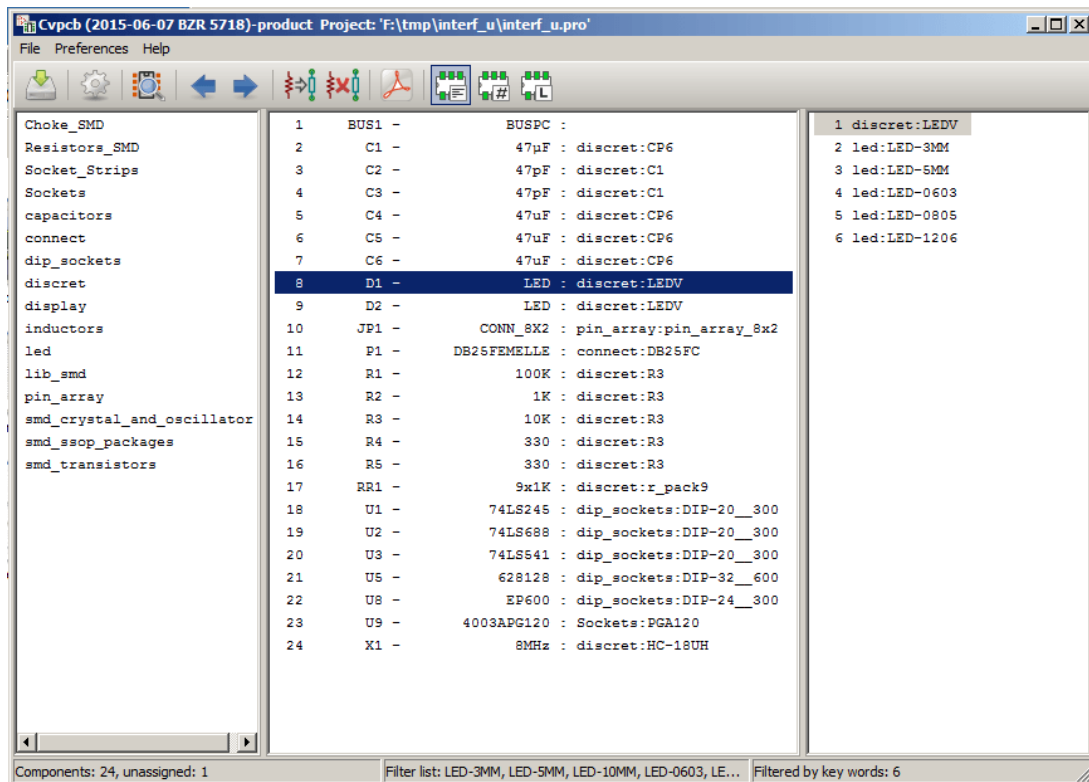 Cvpcb (2015-06-07 BZR 5718)-product Project: 'F:\tmp\interf_u\interf_u.pro'
File Preferences Help
#
L
Choke_SMD
Resistors_SMD
Socket_Strips
Sockets
capacitors
connect
dip_sockets
discret
display
inductors
led
lib_smd
pin_array
smd_crystal_and_oscillator
smd_ssop_packages
smd_transistors
1 BUS1 - BUSPC :
2 C1 - 47µF : discret:CP6
3 C2 - 47pF : discret:C1
4 C3 - 47pF : discret:C1
5 C4 - 47uF : discret:CP6
6 C5 - 47uF : discret:CP6
7 C6 - 47uF : discret:CP6
8 D1 - LED : discret:LEDV
9 D2 - LED : discret:LEDV
10 JP1 - CONN_8X2 : pin_array:pin_array_8x2
11 P1 - DB25FEMELLE : connect:DB25FC
12 R1 - 100K : discret:R3
13 R2 - 1K : discret:R3
14 R3 - 10K : discret:R3
15 R4 - 330 : discret:R3
16 R5 - 330 : discret:R3
17 RR1 - 9x1K : discret:r_pack9
18 U1 - 74LS245 : dip_sockets:DIP-20__300
19 U2 - 74LS688 : dip_sockets:DIP-20__300
20 U3 - 74LS541 : dip_sockets:DIP-20__300
21 U5 - 628128 : dip_sockets:DIP-32__600
22 U8 - EP600 : dip_sockets:DIP-24__300
23 U9 - 4003APG120 : Sockets:PGA120
24 X1 - 8MHz : discret:HC-18UH
1 discret:LEDV
2 led:LED-3MM
3 led:LED-5MM
4 led:LED-0603
5 led:LED-0805
6 led:LED-1206
Components: 24, unassigned: 1
Filter list: LED-3MM, LED-5MM, LED-10MM, LED-0603, LE...
Filtered by key words: 6